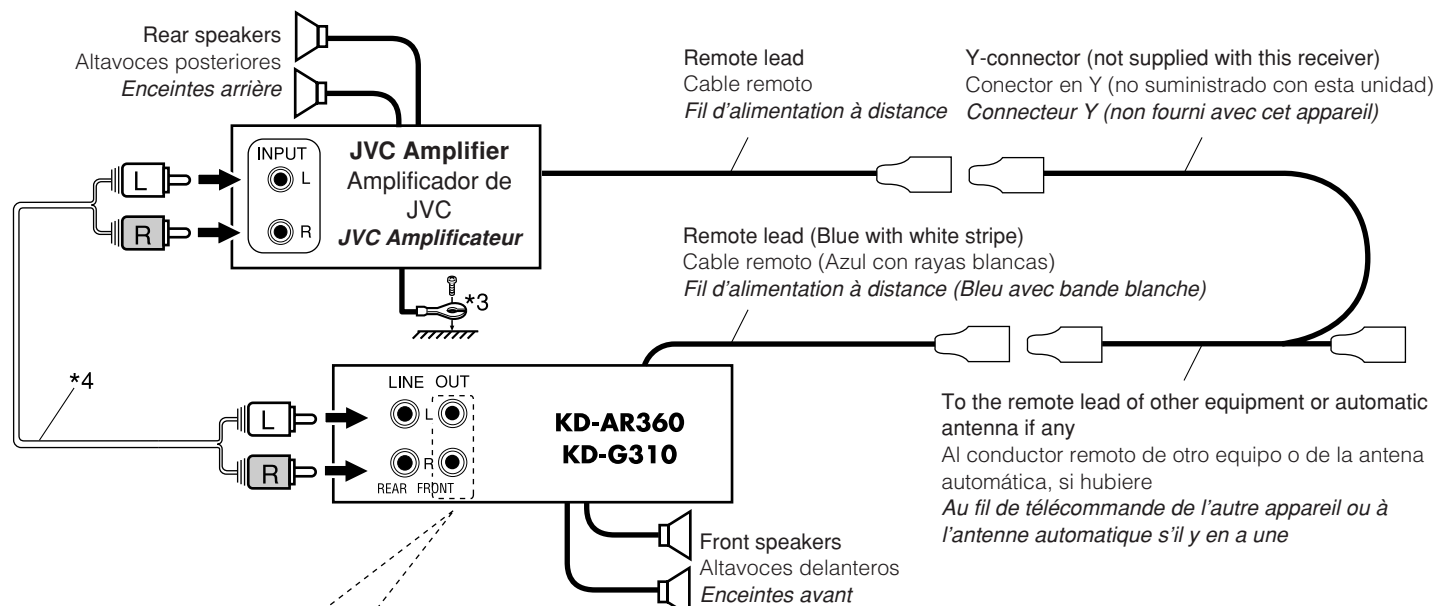 Rear speakers
Altavoces posteriores
Enceintes arrière
Remote lead
Cable remoto
Fil d’alimentation à distance
Y-connector (not supplied with this receiver)
Conector en Y (no suministrado con esta unidad)
Connecteur Y (non fourni avec cet appareil)
INPUT
L
R
JVC Amplifier
Amplificador de
JVC
JVC Amplificateur
L
R
*3
Remote lead (Blue with white stripe)
Cable remoto (Azul con rayas blancas)
Fil d’alimentation à distance (Bleu avec bande blanche)
*4
L
R
LINE OUT
L
R
REAR FRONT
KD-AR360
KD-G310
To the remote lead of other equipment or automatic
antenna if any
Al conductor remoto de otro equipo o de la antena
automática, si hubiere
Au fil de télécommande de l’autre appareil ou à
l’antenne automatique s’il y en a une
Front speakers
Altavoces delanteros
Enceintes avant